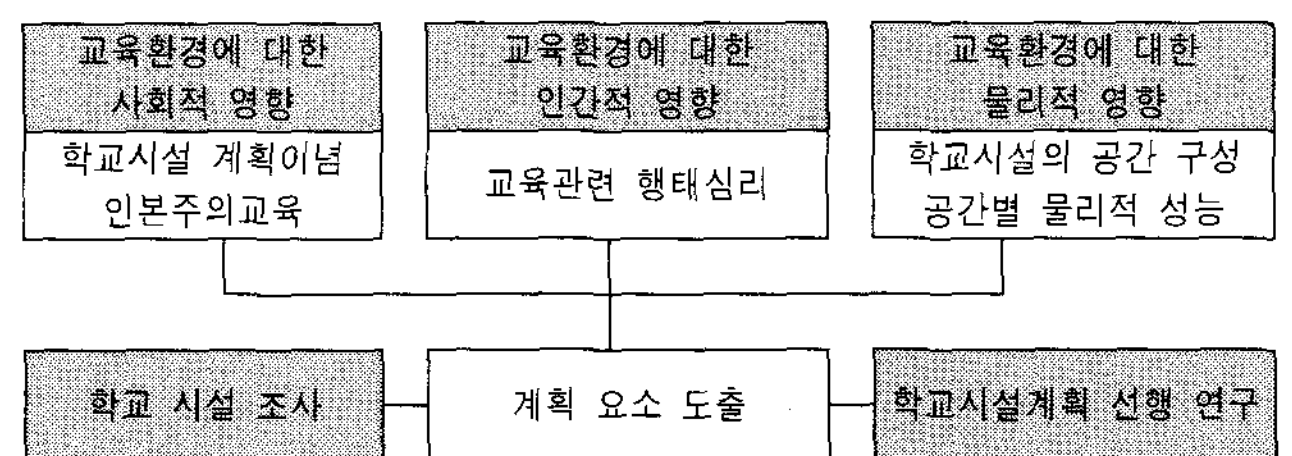 교육환경에 대한
사회적 영향
학교시설 계획이념
인본주의교육
교육환경에 대한
인간적 영향
교육관련 행태심리
교육환경에 대한
물리적 영향
학교시설의 공간 구성
공간별 물리적 성능
학교 시설 조사
계획 요소 도출
학교시설계획 선행 연구